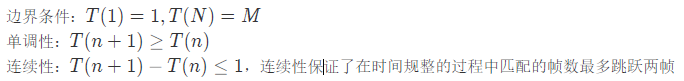 边界条件：T(1) = 1, T(N) = M
单调性：T(n + 1) ≥ T(n)
连续性：T(n + 1) − T(n) ≤ 1，连续性保证了在时间规整的过程中匹配的帧数最多跳跃两帧